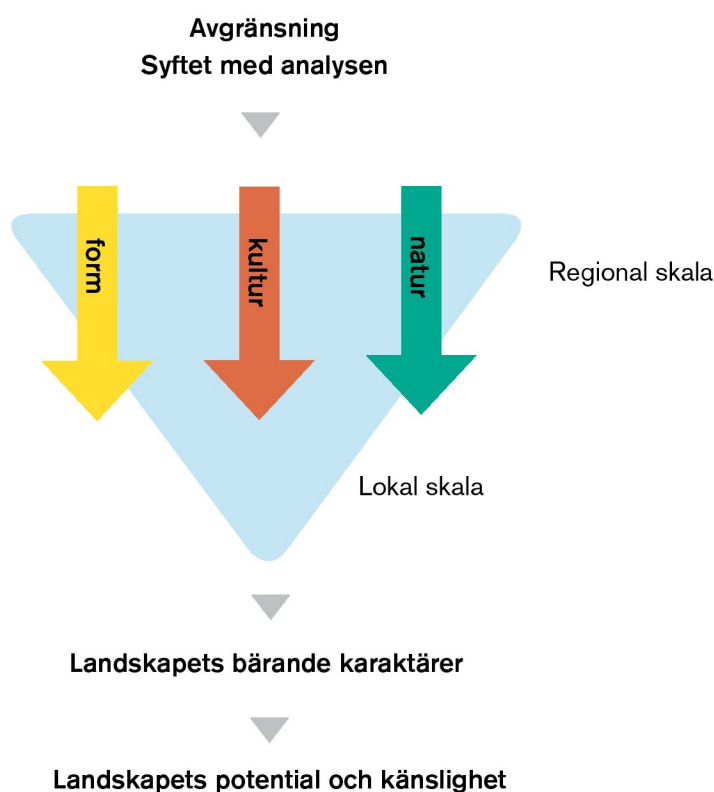 Avgränsning
Syftet med analysen
form
kultur
natur
Regional skala
Lokal skala
Landskapets bärande karaktärer
Landskapets potential och känslighet